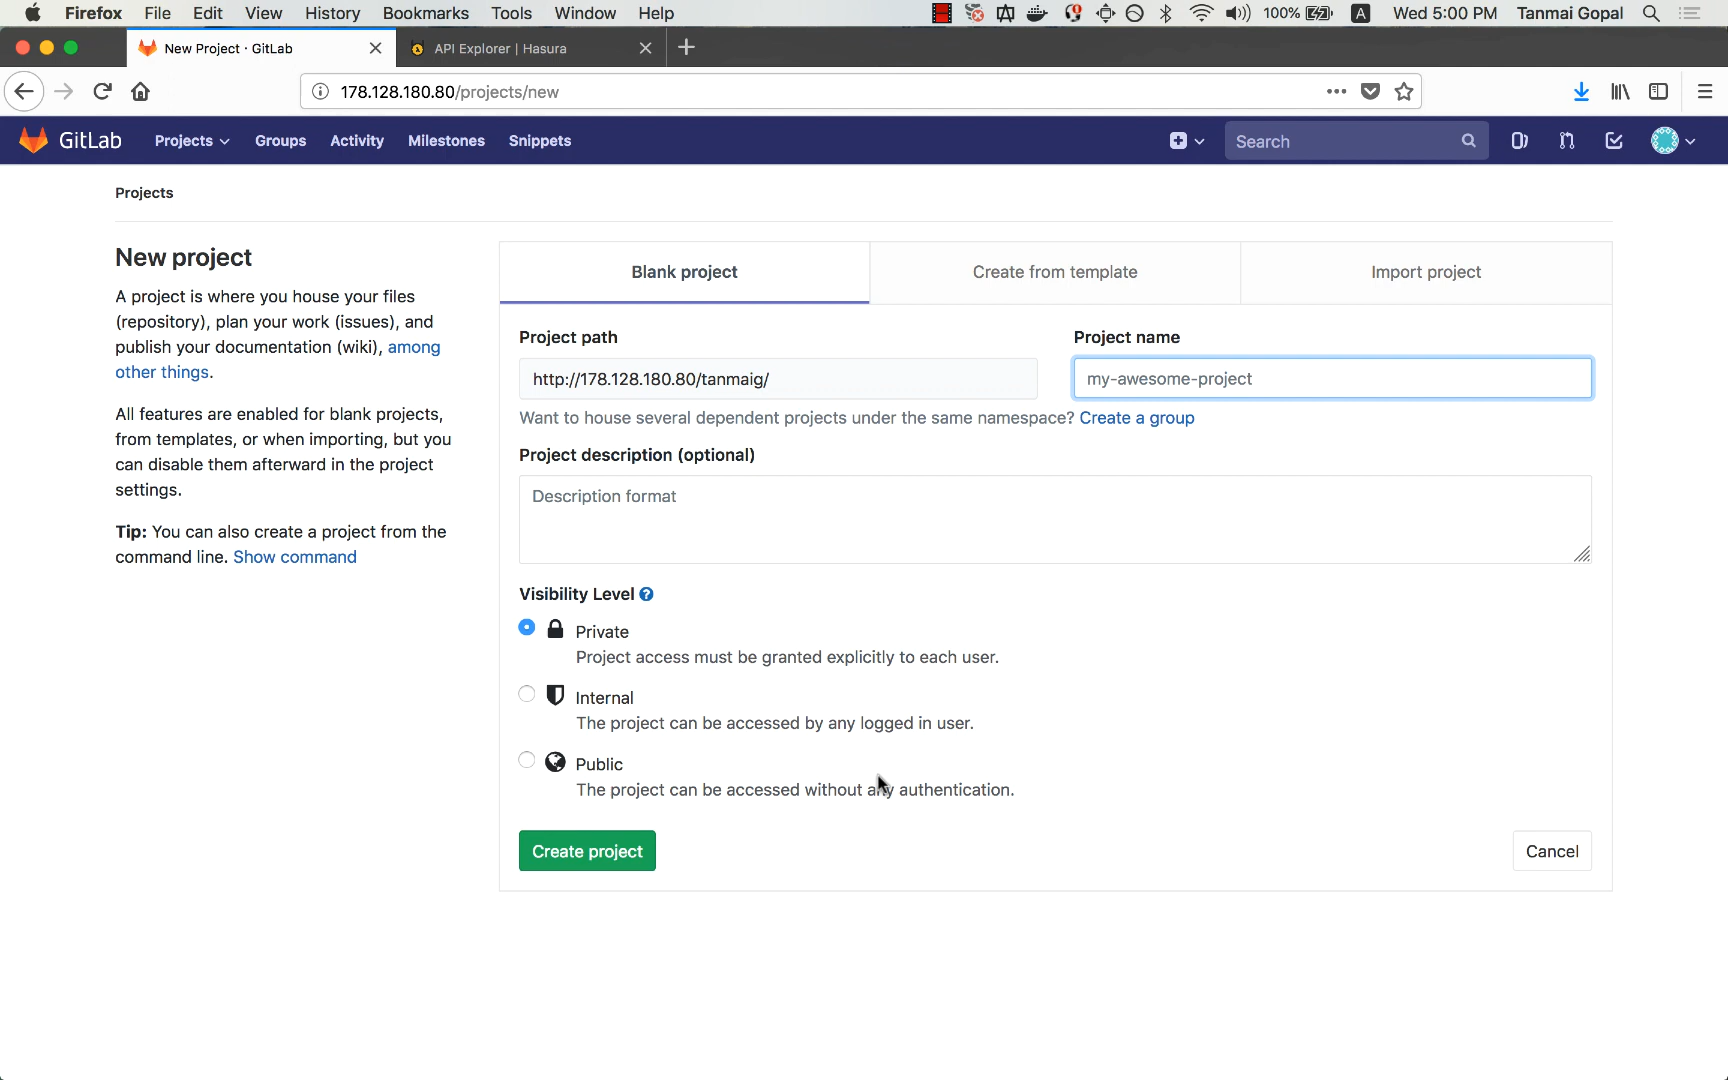 Firefox File Edit View History Bookmarks Tools Window Help 100% A Wed 5:00 PM Tanmai Gopal
New Project · GitLab API Explorer | Hasura
178.128.180.80/projects/new
GitLab Projects Groups Activity Milestones Snippets Search
Projects
New project
A project is where you house your files
(repository), plan your work (issues), and
publish your documentation (wiki), among
other things.
All features are enabled for blank projects,
from templates, or when importing, but you
can disable them afterward in the project
settings.
Tip: You can also create a project from the
command line. Show command
Blank project Create from template Import project
Project path Project name
http://178.128.180.80/tanmaig/ my-awesome-project
Want to house several dependent projects under the same namespace? Create a group
Project description (optional)
Description format
Visibility Level ?
Private
Project access must be granted explicitly to each user.
Internal
The project can be accessed by any logged in user.
Public
The project can be accessed without any authentication.
Create project Cancel